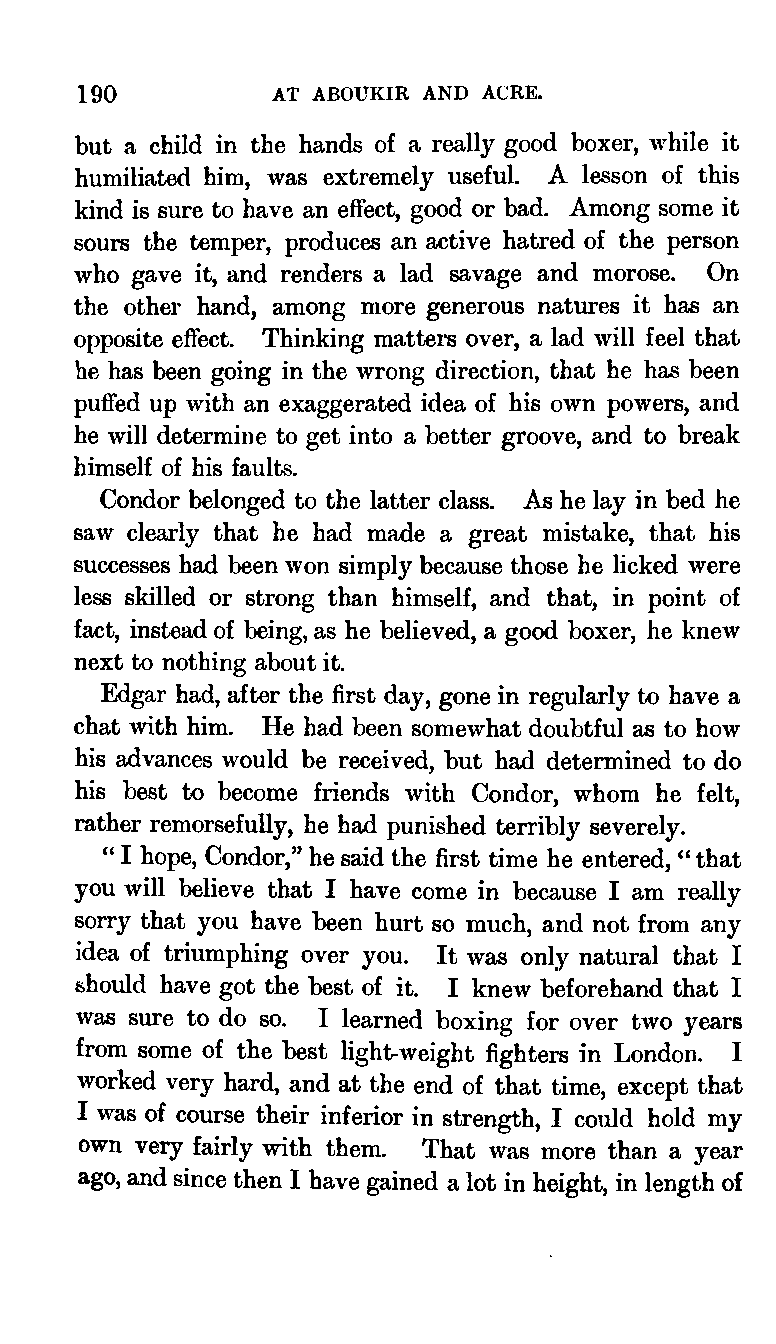 190 AT ABOUKIR AND ACRE.
but a child in the hands of a really good boxer, while it
humiliated him, was extremely useful. A lesson of this
kind is sure to have an effect, good or bad. Among some it
sours the temper, produces an active hatred of the person
who gave it, and renders a lad savage and morose. On
the other hand, among more generous natures it has an
opposite effect. Thinking matters over, a lad will feel that
he has been going in the wrong direction, that he has been
puffed up with an exaggerated idea of his own powers, and
he will determine to get into a better groove, and to break
himself of his faults.
Condor belonged to the latter class. As he lay in bed he
saw clearly that he had made a great mistake, that his
successes had been won simply because those he licked were
less skilled or strong than himself, and that, in point of
fact, instead of being, as he believed, a good boxer, he knew
next to nothing about it.
Edgar had, after the first day, gone in regularly to have a
chat with him. He had been somewhat doubtful as to how
his advances would be received, but had determined to do
his best to become friends with Condor, whom he felt,
rather remorsefully, he had punished terribly severely.
“I hope, Condor,” he said the first time he entered, “that
you will believe that I have come in because I am really
sorry that you have been hurt so much, and not from any
idea of triumphing over you. It was only natural that I
should have got the best of it. I knew beforehand that I
was sure to do so. I learned boxing for over two years
from some of the best light-weight fighters in London. I
worked very hard, and at the end of that time, except that
I was of course their inferior in strength, I could hold my
own very fairly with them. That was more than a year
ago, and since then I have gained a lot in height, in length of